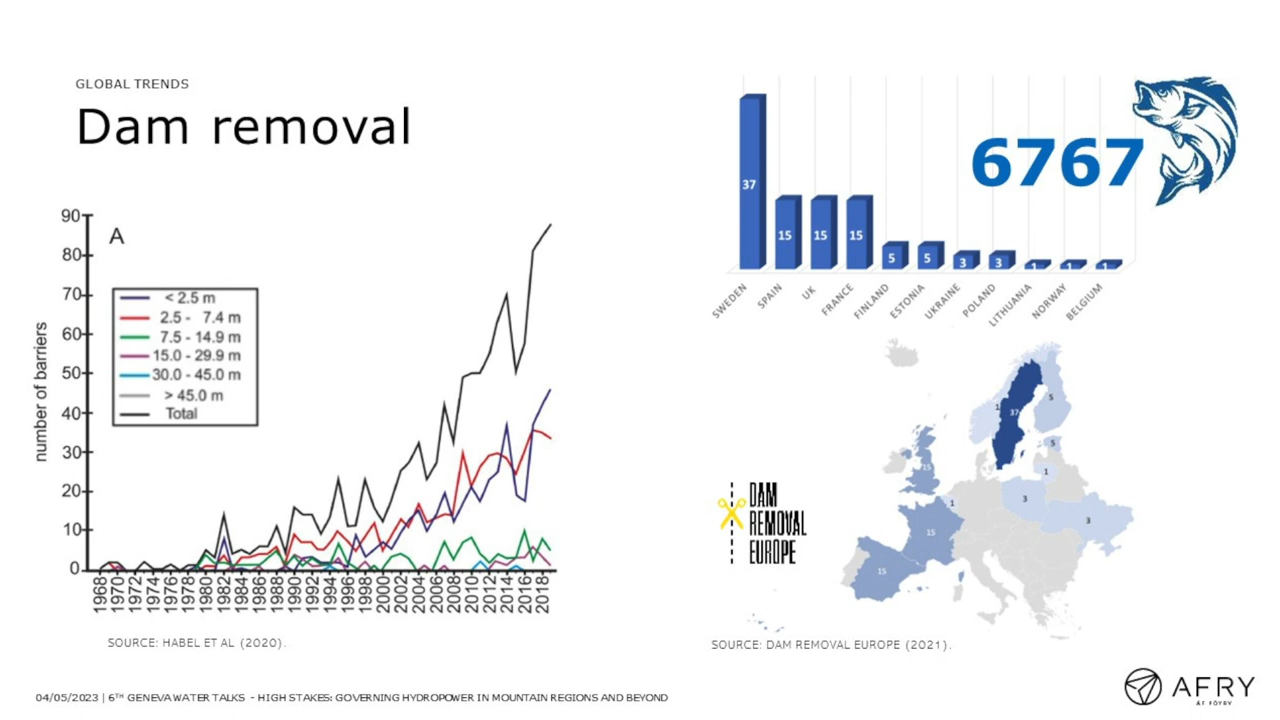 GLOBAL TRENDS
Dam removal
90
80
70
60
50
40
30
20
10
0
number of barriers
A
< 2.5 m
2.5 - 7.4 m
7.5 - 14.9 m
15.0 - 29.9 m
30.0 - 45.0 m
> 45.0 m
Total
1968
1970
1972
1974
1976
1978
1980
1982
1984
1986
1988
1990
1992
1994
1996
1998
2000
2002
2004
2006
2008
2010
2012
2014
2016
2018
SOURCE: HABEL ET AL (2020).
6767
37
15
15
15
5
5
3
3
1
1
1
SWEDEN
SPAIN
UK
FRANCE
FINLAND
ESTONIA
UKRAINE
POLAND
LITHUANIA
NORWAY
BELGIUM
1
37
5
5
15
1
1
3
3
15
15
DAM
REMOVAL
EUROPE
SOURCE: DAM REMOVAL EUROPE (2021).
04/05/2023 | 6TH GENEVA WATER TALKS - HIGH STAKES: GOVERNING HYDROPOWER IN MOUNTAIN REGIONS AND BEYOND
AFRY
ÅF PÖYRY